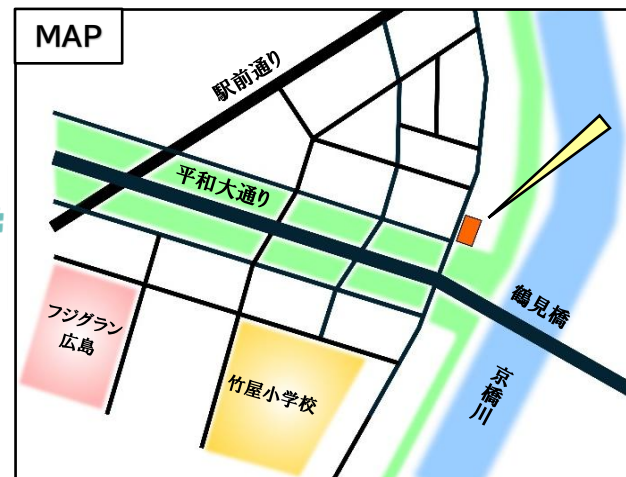 MAP
駅前通り
平和大通り
鶴見橋
フジグラン
広島
竹屋小学校
京橋川